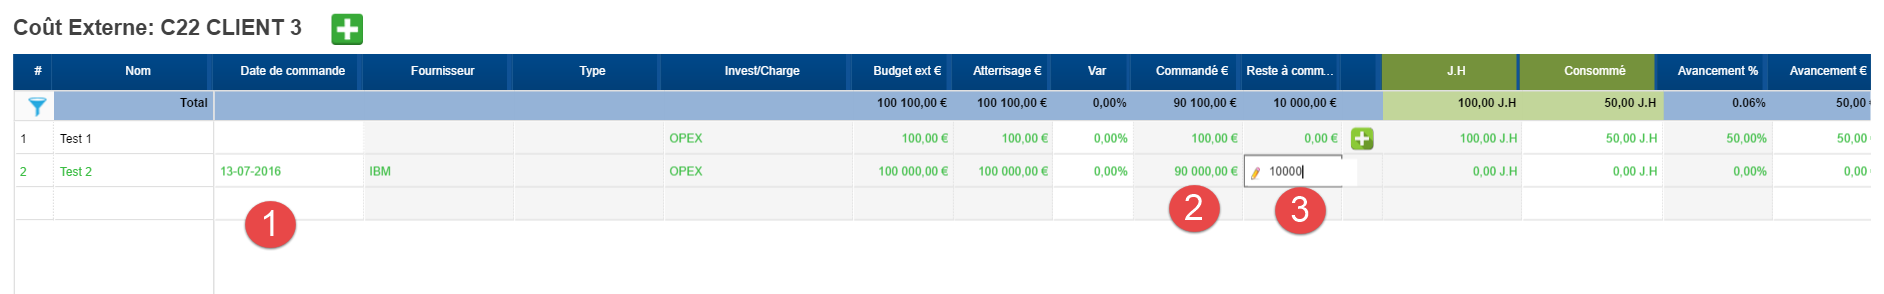 Coût Externe: C22 CLIENT 3
# Nom Date de commande Fournisseur Type Invest/Charge Budget ext € Atterrisage € Var Commandé € Reste à comm... J.H Consommé Avancement % Avancement €
Total 100 100,00 € 100 100,00 € 0,00% 90 100,00 € 10 000,00 € 100,00 J.H 50,00 J.H 0.06% 50,00
1 Test 1 OPEX 100,00 € 100,00 € 0,00% 100,00 € 0,00 € 100,00 J.H 50,00 J.H 50,00% 50,00
2 Test 2 13-07-2016 IBM OPEX 100 000,00 € 100 000,00 € 0,00% 90 000,00 € 10000 0,00 J.H 0,00 J.H 0,00% 0,00
1 2 3